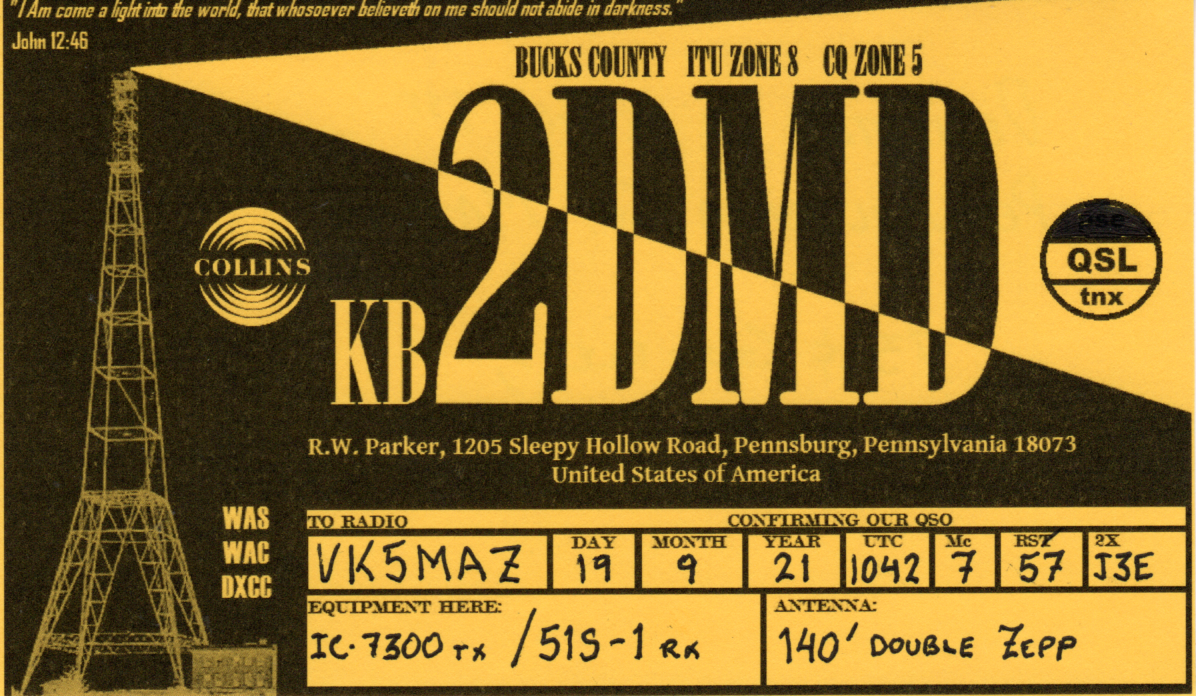 "I Am come a light into the world, that whosoever believeth on me should not abide in darkness."
John 12:46
BUCKS COUNTY ITU ZONE 8 CQ ZONE 5
KB2DMD
COLLINS
pse
QSL
tnx
R.W. Parker, 1205 Sleepy Hollow Road, Pennsburg, Pennsylvania 18073
United States of America
WAS
WAC
DXCC
TO RADIO CONFIRMING OUR QSO
DAY MONTH YEAR UTC Mc RST 2X
VK5MAZ 19 9 21 1042 7 57 J3E
EQUIPMENT HERE: ANTENNA:
IC-7300 TX / 51S-1 RX 140' DOUBLE ZEPP